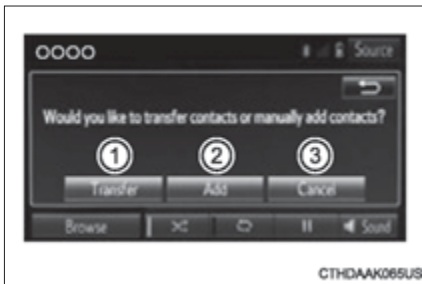 OOOO Source
Would you like to transfer contacts or manually add contacts?
1 2 3
Transfer Add Cancel
Browse Sound
CTHDAAK065US